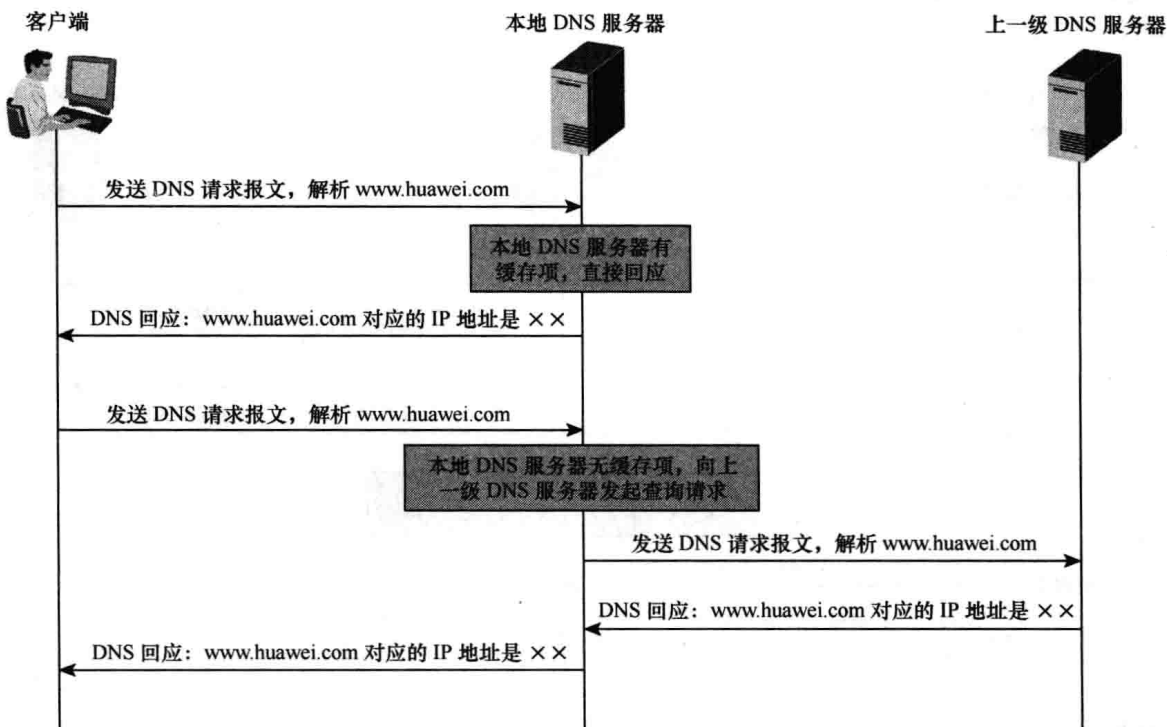 客户端
本地 DNS 服务器
上一级 DNS 服务器
发送 DNS 请求报文，解析 www.huawei.com
本地 DNS 服务器有
缓存项，直接回应
DNS 回应：www.huawei.com 对应的 IP 地址是 ××
发送 DNS 请求报文，解析 www.huawei.com
本地 DNS 服务器无缓存项，向上
一级 DNS 服务器发起查询请求
发送 DNS 请求报文，解析 www.huawei.com
DNS 回应：www.huawei.com 对应的 IP 地址是 ××
DNS 回应：www.huawei.com 对应的 IP 地址是 ××